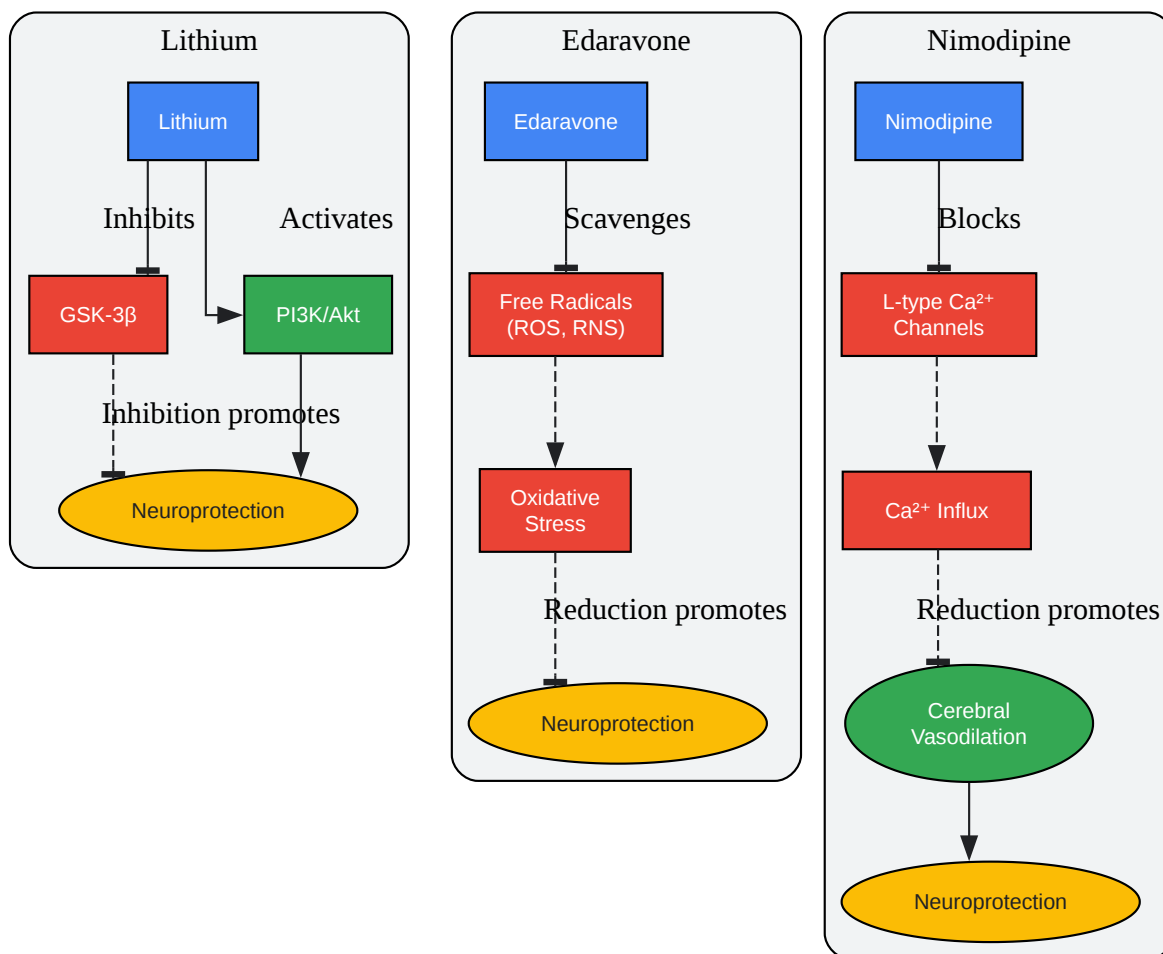 Lithium
Lithium
Inhibits
Activates
GSK-3β
PI3K/Akt
Inhibition promotes
Neuroprotection
Edaravone
Edaravone
Scavenges
Free Radicals
(ROS, RNS)
Oxidative
Stress
Reduction promotes
Neuroprotection
Nimodipine
Nimodipine
Blocks
L-type Ca²⁺
Channels
Ca²⁺ Influx
Reduction promotes
Cerebral
Vasodilation
Neuroprotection